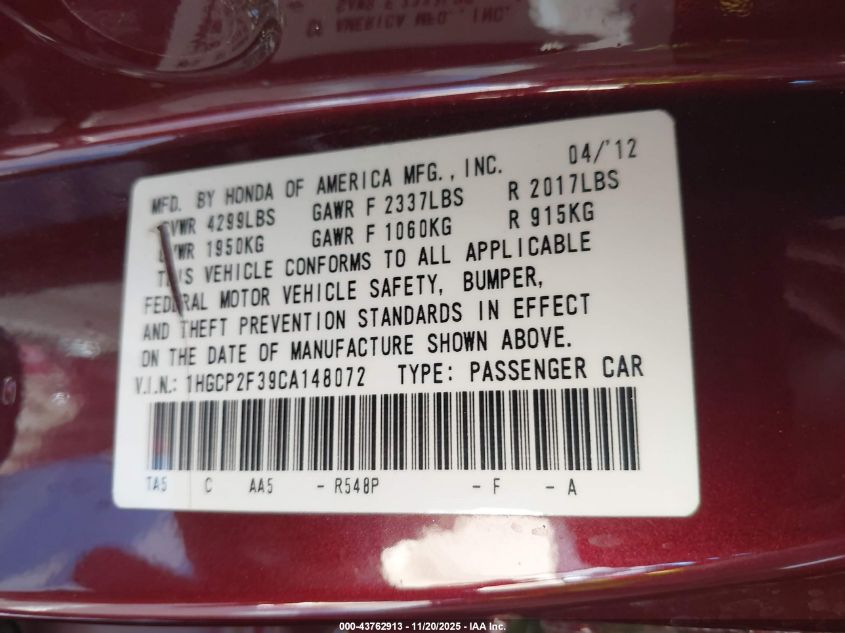 MFD. BY HONDA OF AMERICA MFG., INC. 04/'12
GVWR 4299LBS GAWR F 2337LBS R 2017LBS
GVWR 1950KG GAWR F 1060KG R 915KG
THIS VEHICLE CONFORMS TO ALL APPLICABLE
FEDERAL MOTOR VEHICLE SAFETY, BUMPER,
AND THEFT PREVENTION STANDARDS IN EFFECT
ON THE DATE OF MANUFACTURE SHOWN ABOVE.
V.I.N.: 1HGCP2F39CA148072 TYPE: PASSENGER CAR
TA5 C AA5 - R548P - F - A
000-43762913 - 11/20/2025 - IAA Inc.